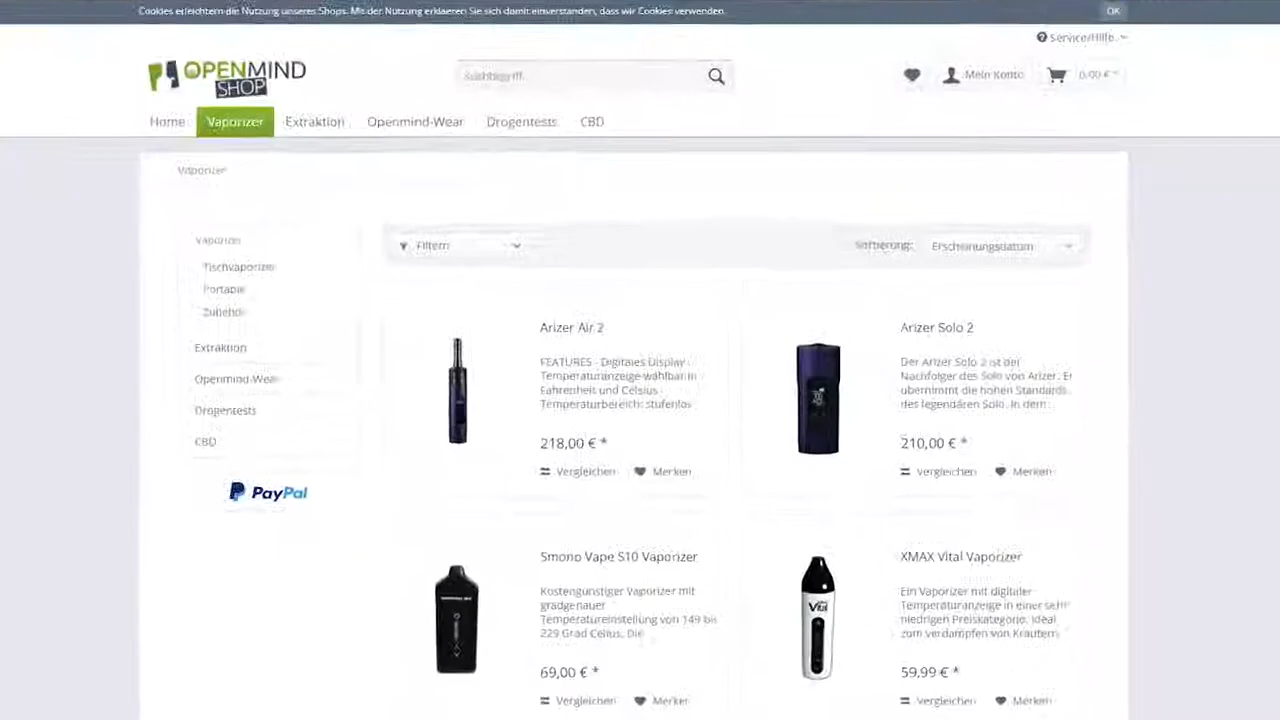 Cookies erleichtern die Nutzung unseres Shops. Mit der Nutzung erklaeren Sie sich damit einverstanden, dass wir Cookies verwenden.
OK
Service/Hilfe
OPENMIND
SHOP
Suchbegriff...
Mein Konto
0,00 € *
Home
Vaporizer
Extraktion
Openmind-Wear
Drogentests
CBD
Vaporizer
Vaporizer
Tischvaporizer
Portable
Zubehör
Extraktion
Openmind-Wear
Drogentests
CBD
PayPal
Filtern
Sortierung:
Erscheinungsdatum
Arizer Air 2
FEATURES - Digitales Display -
Temperaturanzeige wählbar in
Fahrenheit und Celsius -
Temperaturbereich: stufenlos
218,00 € *
Vergleichen
Merken
Arizer Solo 2
Der Arizer Solo 2 ist der
Nachfolger des Solo von Arizer. Er
übernimmt die hohen Standards
des legendären Solo. In dem
210,00 € *
Vergleichen
Merken
Smono Vape S10 Vaporizer
Kostengünstiger Vaporizer mit
gradgenauer
Temperatureinstellung von 149 bis
229 Grad Celius. Die
69,00 € *
Vergleichen
Merken
XMAX Vital Vaporizer
Vital
Ein Vaporizer mit digitaler
Temperaturanzeige in einer sehr
niedrigen Preiskategorie. Ideal
zum verdampfen von Kräutern
59,99 € *
Vergleichen
Merken